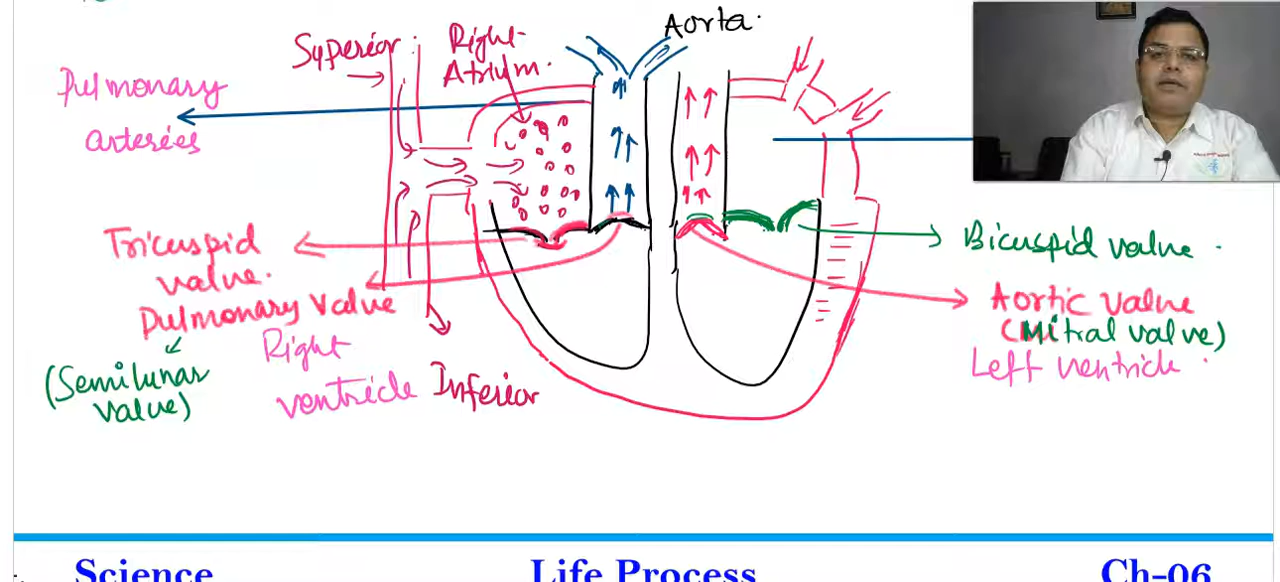 Aorta.
Superior.
Right
Atrium.
Pulmonary
arteries
Tricuspid
valve.
Pulmonary valve
(Semilunar
valve)
Right
ventricle
Inferior
Bicuspid valve.
Aortic valve
(Mitral valve)
Left ventricle.
Science Life Process Ch-06